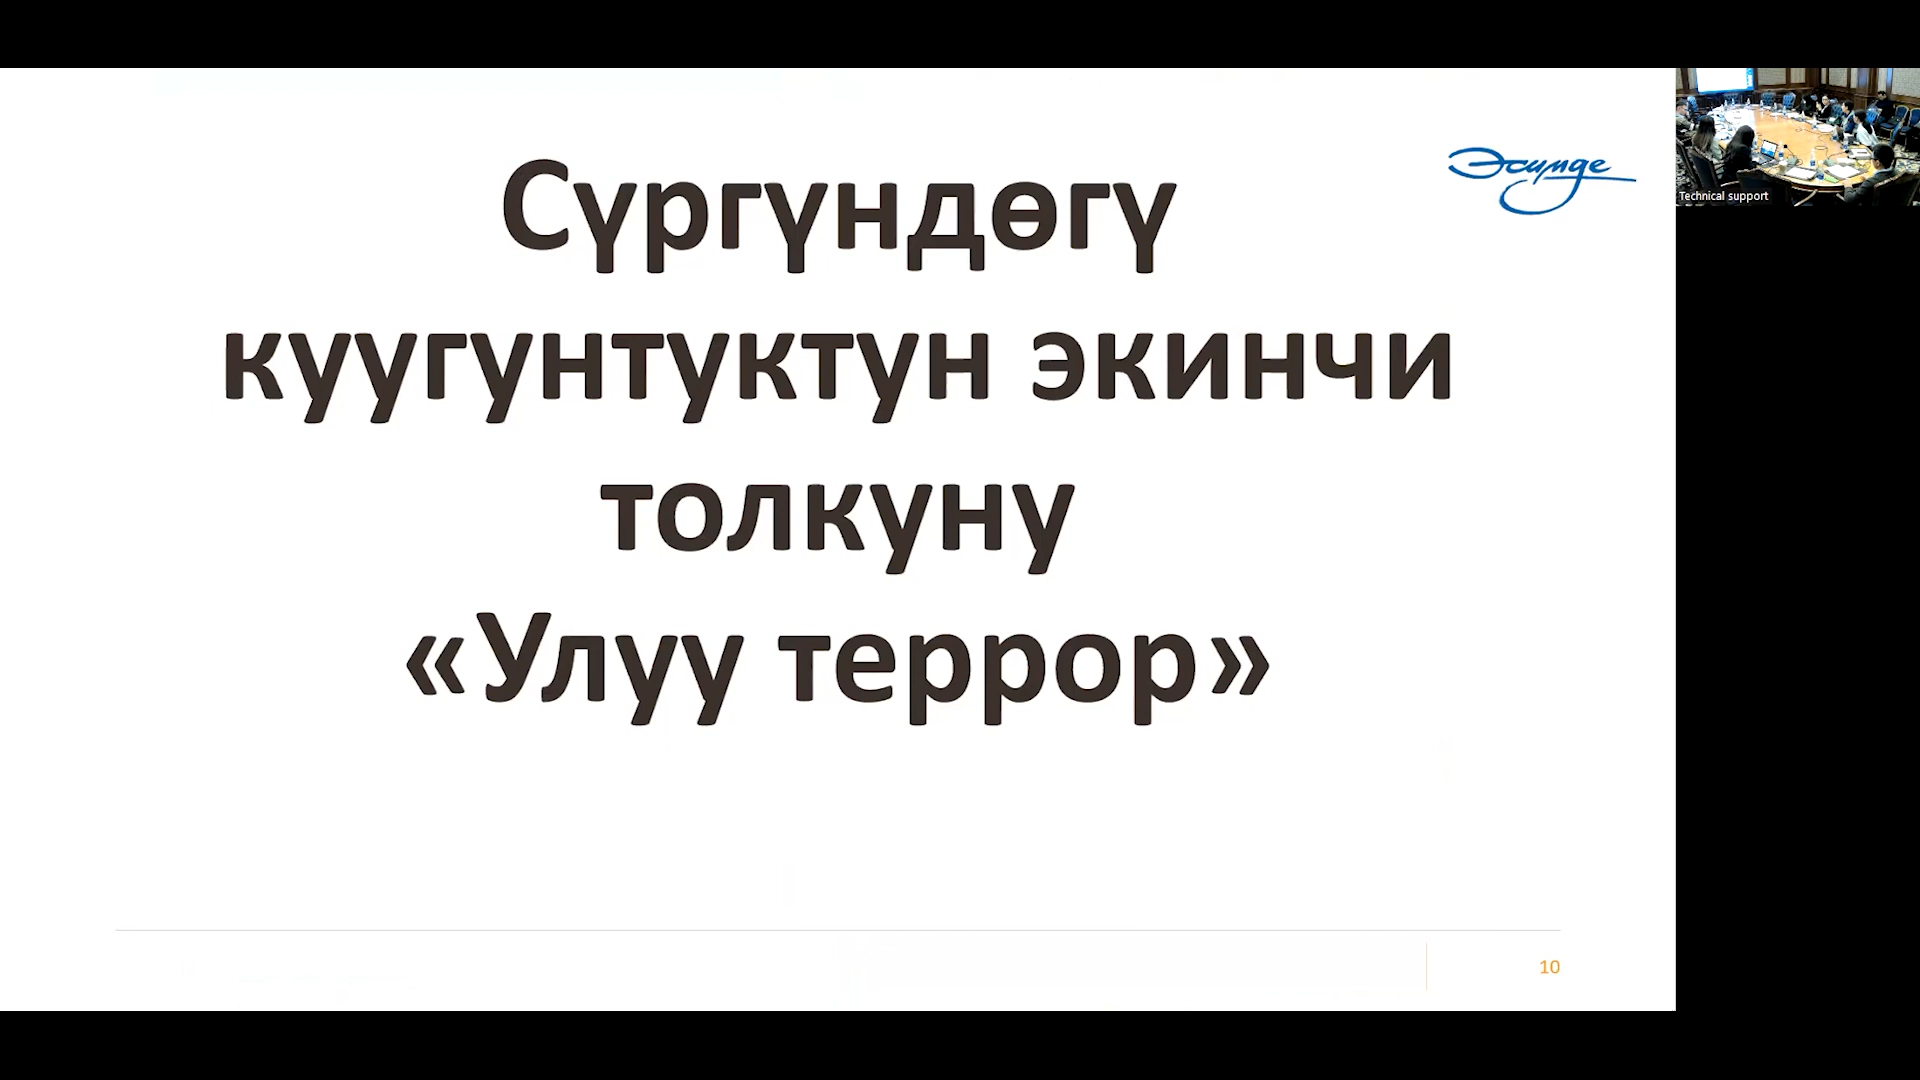 Сүргүндөгү
куугунтуктун экинчи
толкуну
«Улуу террор»
Эсимде
Technical support
10